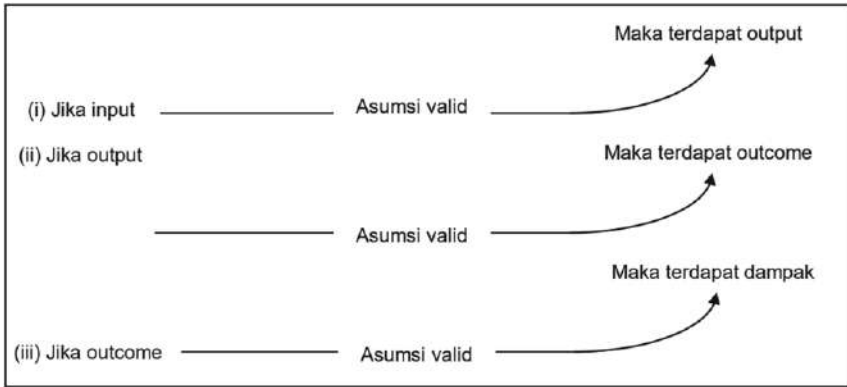 Maka terdapat output
(i) Jika input Asumsi valid
(ii) Jika output Maka terdapat outcome
Asumsi valid
Maka terdapat dampak
(iii) Jika outcome Asumsi valid